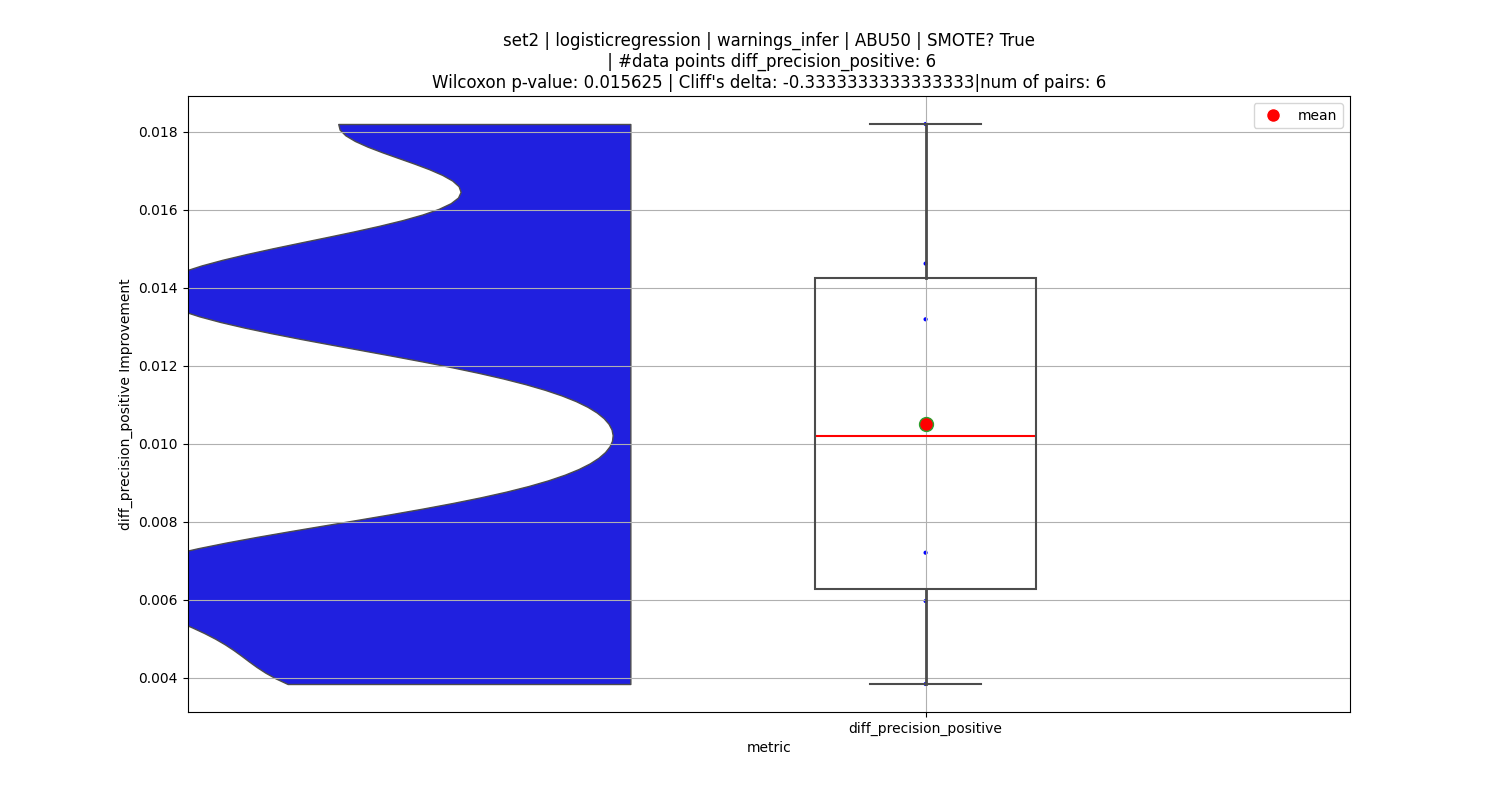 set2 | logisticregression | warnings_infer | ABU50 | SMOTE? True
| #data points diff_precision_positive: 6
Wilcoxon p-value: 0.015625 | Cliff's delta: -0.3333333333333333|num of pairs: 6
mean
0.018
0.016
0.014
0.012
0.010
0.008
0.006
0.004
diff_precision_positive Improvement
diff_precision_positive
metric